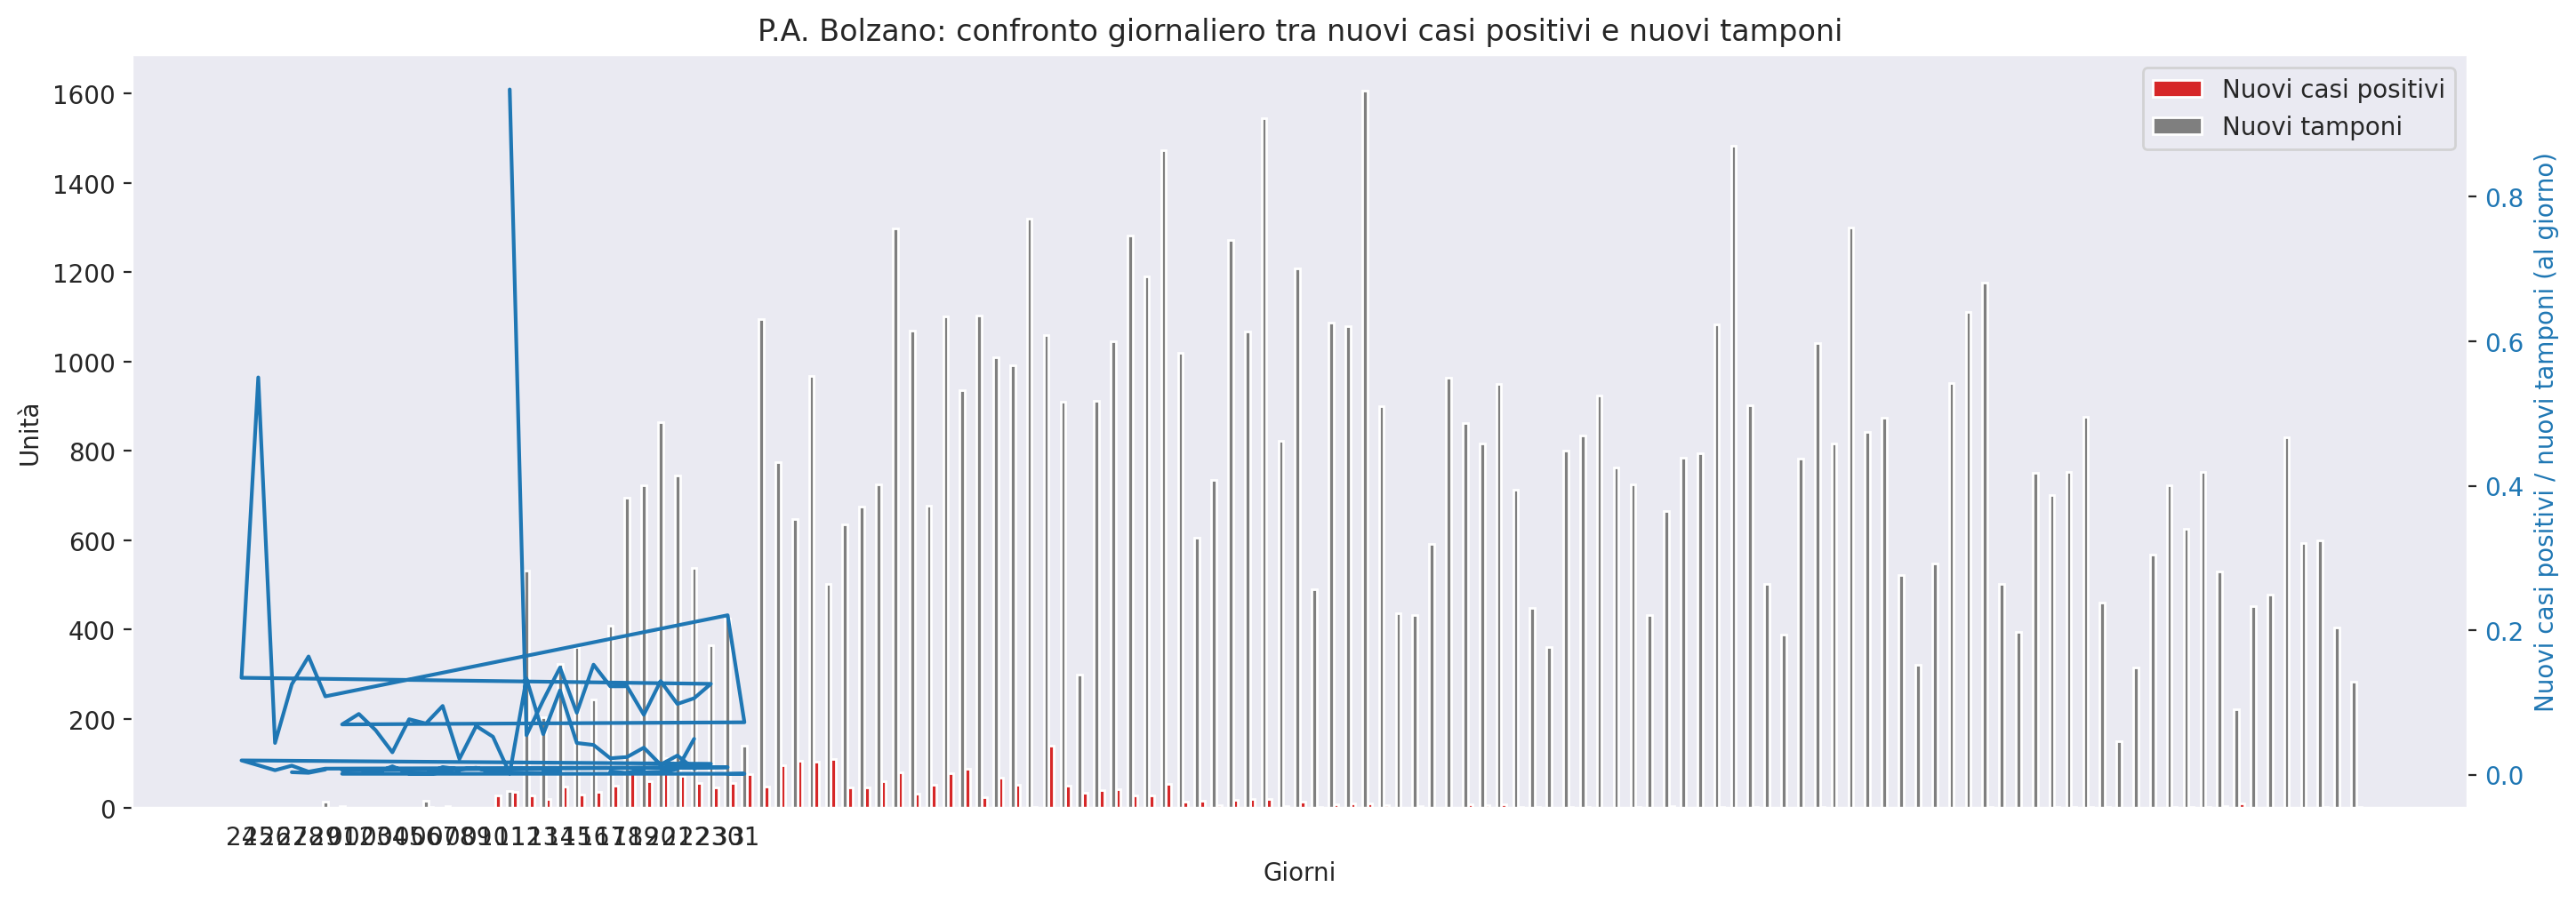 P.A. Bolzano: confronto giornaliero tra nuovi casi positivi e nuovi tamponi
Nuovi casi positivi
Nuovi tamponi
1600
1400
1200
1000
800
600
400
200
0
Unità
0.8
0.6
0.4
0.2
0.0
Nuovi casi positivi / nuovi tamponi (al giorno)
Giorni